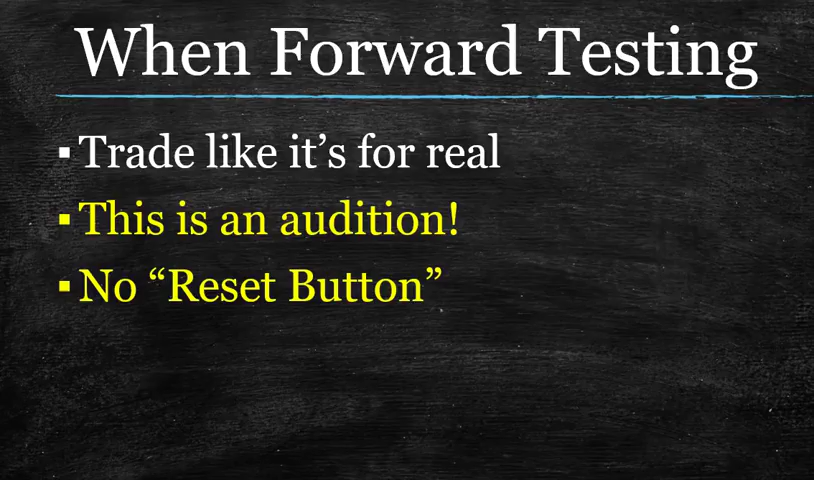 When Forward Testing
▪Trade like it’s for real
▪This is an audition!
▪No “Reset Button”